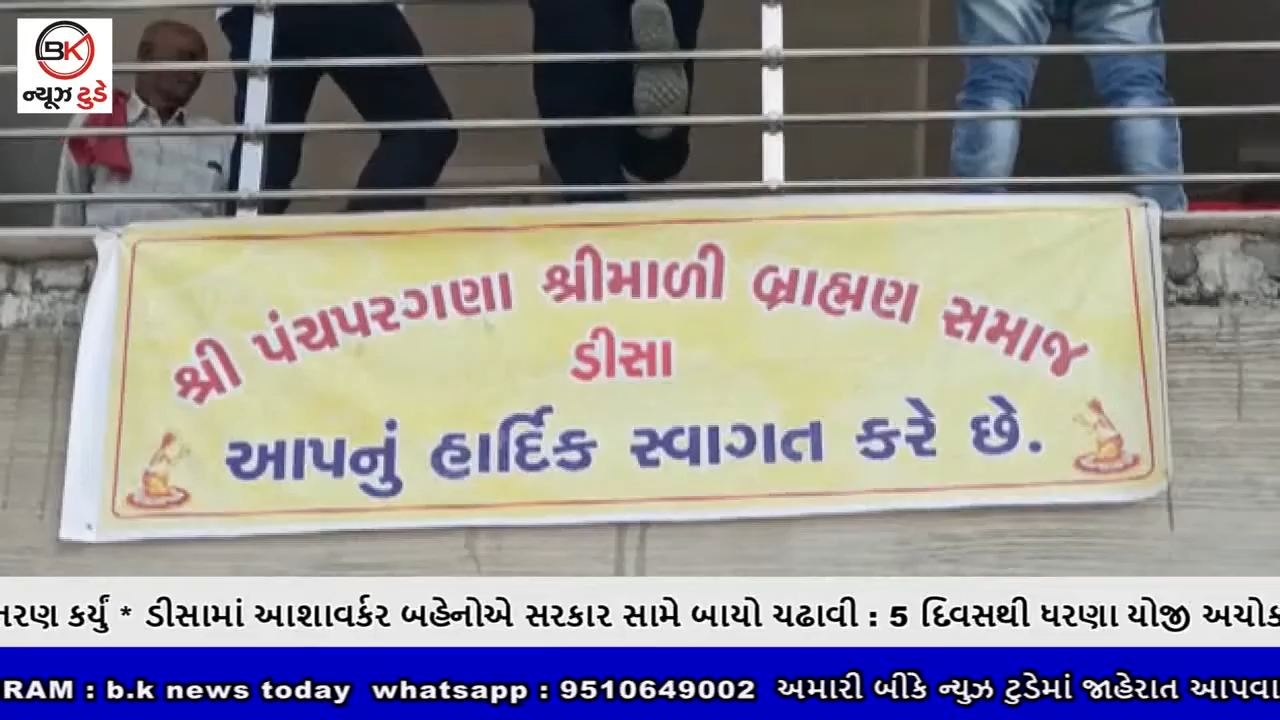 BK
ન્યૂઝ ટુડે
શ્રી પંચપરગણા શ્રીમાળી બ્રાહ્મણ સમાજ
ડીસા
આપનું હાર્દિક સ્વાગત કરે છે.
કર્યું * ડીસામાં આશાવર્કર બહેનોએ સરકાર સામે બાયો ચઢાવી : 5 દિવસથી ધરણા યોજી
RAM : b.k news today whatsapp : 9510649002 અમારી બીકે ન્યુઝ ટુડેમાં જાહેરાત આપવા